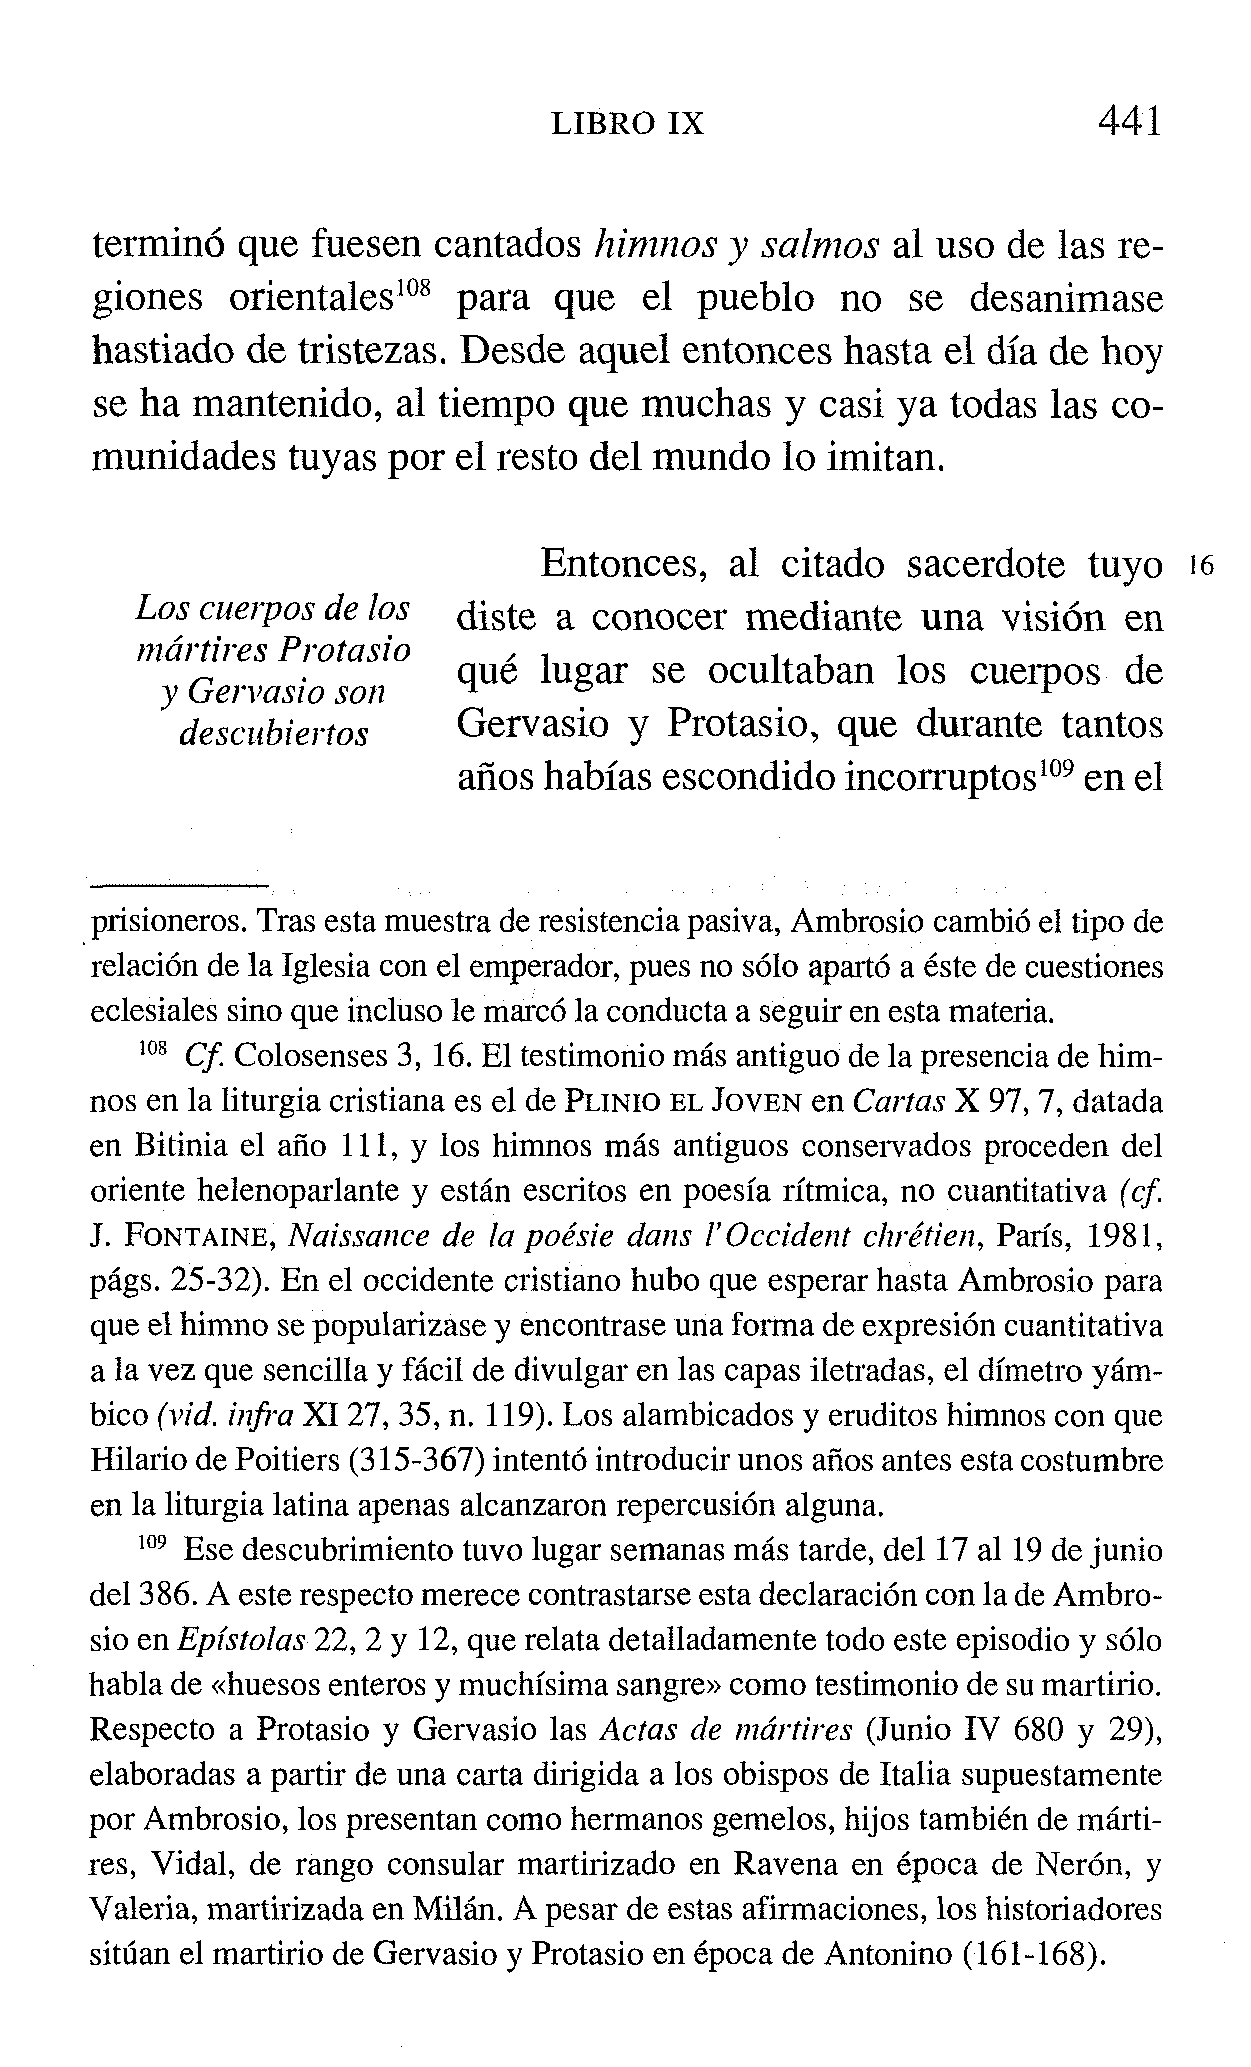 LIBRO IX 441
terminó que fuesen cantados himnos y salmos al uso de las re-
giones orientales108 para que el pueblo no se desanimase
hastiado de tristezas. Desde aquel entonces hasta el día de hoy
se ha mantenido, al tiempo que muchas y casi ya todas las co-
munidades tuyas por el resto del mundo lo imitan.
Los cuerpos de los
mártires Protasio
y Gervasio son
descubiertos
Entonces, al citado sacerdote tuyo 16
diste a conocer mediante una visión en
qué lugar se ocultaban los cuerpos de
Gervasio y Protasio, que durante tantos
años habías escondido incorruptos109 en el
prisioneros. Tras esta muestra de resistencia pasiva, Ambrosio cambió el tipo de
relación de la Iglesia con el emperador, pues no sólo apartó a éste de cuestiones
eclesiales sino que incluso le marcó la conducta a seguir en esta materia.
108 Cf. Colosenses 3, 16. El testimonio más antiguo de la presencia de him-
nos en la liturgia cristiana es el de PLINIO EL JOVEN en Cartas X 97, 7, datada
en Bitinia el año 111, y los himnos más antiguos conservados proceden del
oriente helenoparlante y están escritos en poesía rítmica, no cuantitativa (cf.
J. FONTAINE, Naissance de la poésie dans l'Occident chrétien, París, 1981,
págs. 25-32). En el occidente cristiano hubo que esperar hasta Ambrosio para
que el himno se popularizase y encontrase una forma de expresión cuantitativa
a la vez que sencilla y fácil de divulgar en las capas iletradas, el dímetro yám-
bico (vid. infra XI 27, 35, n. 119). Los alambicados y eruditos himnos con que
Hilario de Poitiers (315-367) intentó introducir unos años antes esta costumbre
en la liturgia latina apenas alcanzaron repercusión alguna.
109 Ese descubrimiento tuvo lugar semanas más tarde, del 17 al 19 de junio
del 386. A este respecto merece contrastarse esta declaración con la de Ambro-
sio en Epístolas 22, 2 y 12, que relata detalladamente todo este episodio y sólo
habla de «huesos enteros y muchísima sangre» como testimonio de su martirio.
Respecto a Protasio y Gervasio las Actas de mártires (Junio IV 680 y 29),
elaboradas a partir de una carta dirigida a los obispos de Italia supuestamente
por Ambrosio, los presentan como hermanos gemelos, hijos también de márti-
res, Vidal, de rango consular martirizado en Ravena en época de Nerón, y
Valeria, martirizada en Milán. A pesar de estas afirmaciones, los historiadores
sitúan el martirio de Gervasio y Protasio en época de Antonino (161-168).